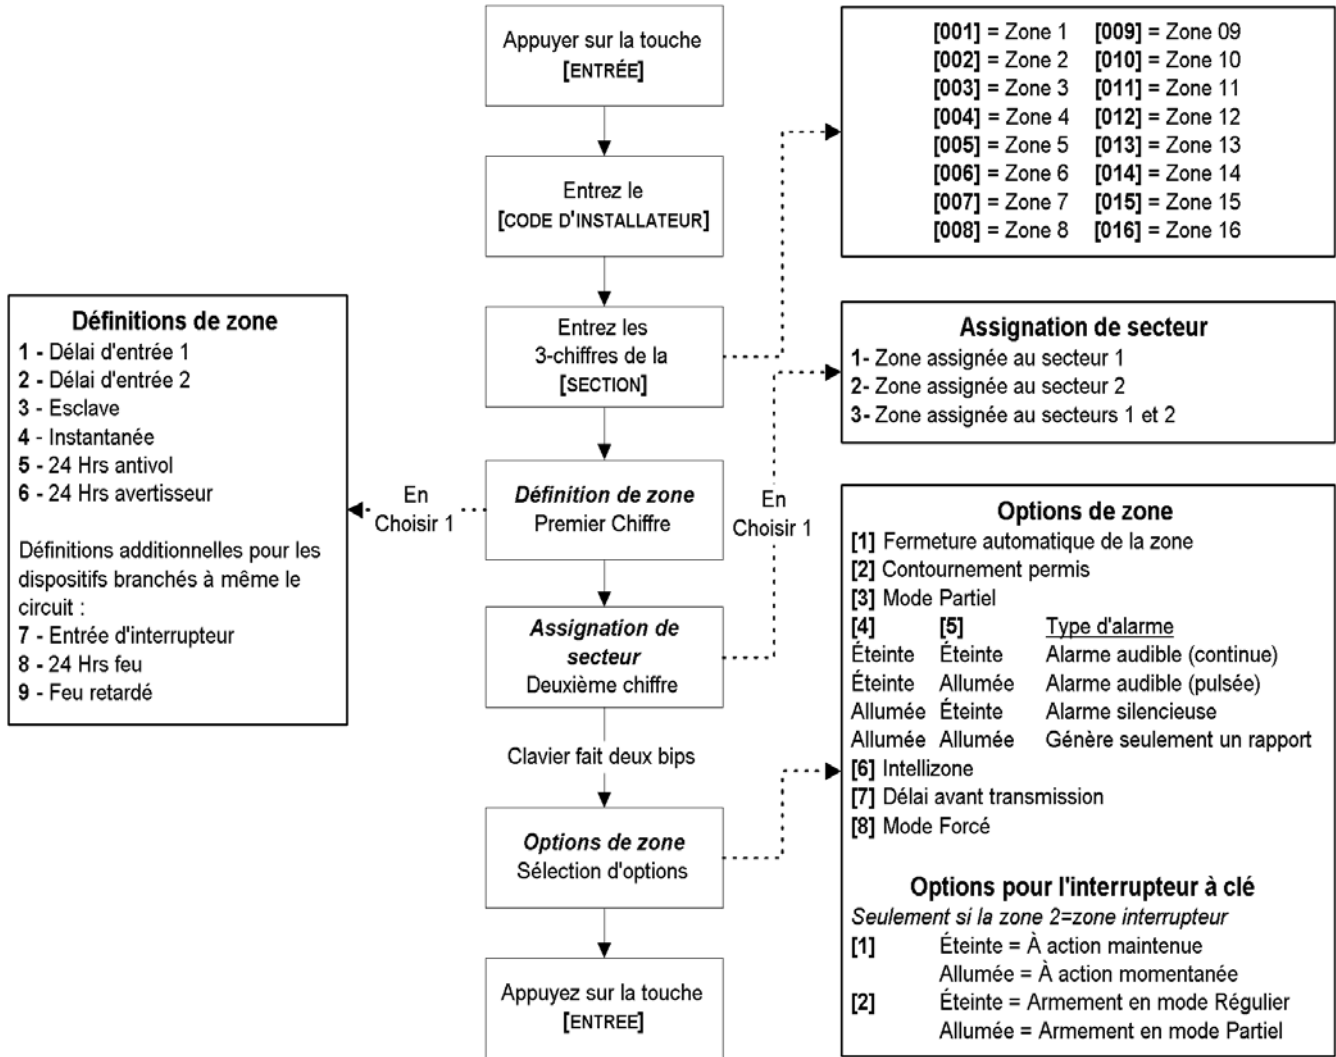 Appuyer sur la touche
[ENTRÉE]
Entrez le
[CODE D'INSTALLATEUR]
Entrez les
3-chiffres de la
[SECTION]
Définition de zone
Premier Chiffre
Assignation de
secteur
Deuxième chiffre
Clavier fait deux bips
Options de zone
Sélection d'options
Appuyez sur la touche
[ENTREE]
En
Choisir 1
En
Choisir 1
Définitions de zone
1 - Délai d'entrée 1
2 - Délai d'entrée 2
3 - Esclave
4 - Instantanée
5 - 24 Hrs antivol
6 - 24 Hrs avertisseur
Définitions additionnelles pour les
dispositifs branchés à même le
circuit :
7 - Entrée d'interrupteur
8 - 24 Hrs feu
9 - Feu retardé
[001] = Zone 1 [009] = Zone 09
[002] = Zone 2 [010] = Zone 10
[003] = Zone 3 [011] = Zone 11
[004] = Zone 4 [012] = Zone 12
[005] = Zone 5 [013] = Zone 13
[006] = Zone 6 [014] = Zone 14
[007] = Zone 7 [015] = Zone 15
[008] = Zone 8 [016] = Zone 16
Assignation de secteur
1- Zone assignée au secteur 1
2- Zone assignée au secteur 2
3- Zone assignée au secteurs 1 et 2
Options de zone
[1] Fermeture automatique de la zone
[2] Contournement permis
[3] Mode Partiel
[4] [5] Type d'alarme
Éteinte Éteinte Alarme audible (continue)
Éteinte Allumée Alarme audible (pulsée)
Allumée Éteinte Alarme silencieuse
Allumée Allumée Génère seulement un rapport
[6] Intellizone
[7] Délai avant transmission
[8] Mode Forcé
Options pour l'interrupteur à clé
Seulement si la zone 2=zone interrupteur
[1] Éteinte = À action maintenue
Allumée = À action momentanée
[2] Éteinte = Armement en mode Régulier
Allumée = Armement en mode Partiel